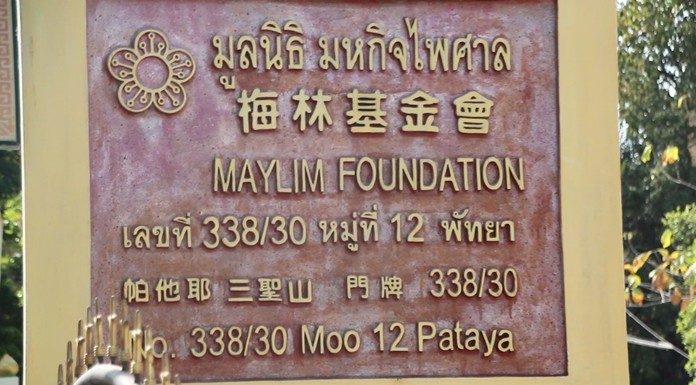 มูลนิธิ มหกิจไพศาล
梅林基金會
MAYLIM FOUNDATION
เลขที่ 338/30 หมู่ที่ 12 พัทยา
帕他耶 三聖山 門牌 338/30
No. 338/30 Moo 12 Pataya